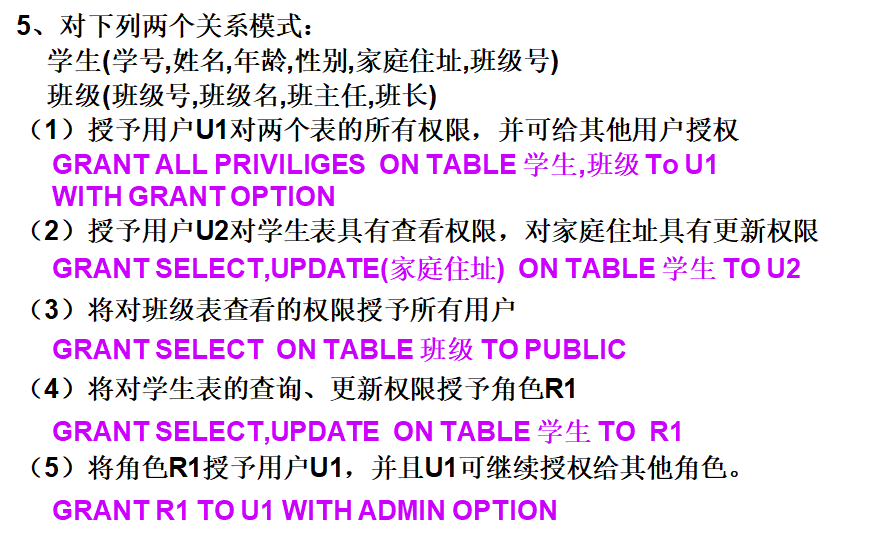 5、对下列两个关系模式：
学生(学号,姓名,年龄,性别,家庭住址,班级号)
班级(班级号,班级名,班主任,班长)
（1）授予用户U1对两个表的所有权限，并可给其他用户授权
GRANT ALL PRIVILIGES ON TABLE 学生,班级 To U1
WITH GRANT OPTION
（2）授予用户U2对学生表具有查看权限，对家庭住址具有更新权限
GRANT SELECT,UPDATE(家庭住址) ON TABLE 学生 TO U2
（3）将对班级表查看的权限授予所有用户
GRANT SELECT ON TABLE 班级 TO PUBLIC
（4）将对学生表的查询、更新权限授予角色R1
GRANT SELECT,UPDATE ON TABLE 学生 TO R1
（5）将角色R1授予用户U1，并且U1可继续授权给其他角色。
GRANT R1 TO U1 WITH ADMIN OPTION